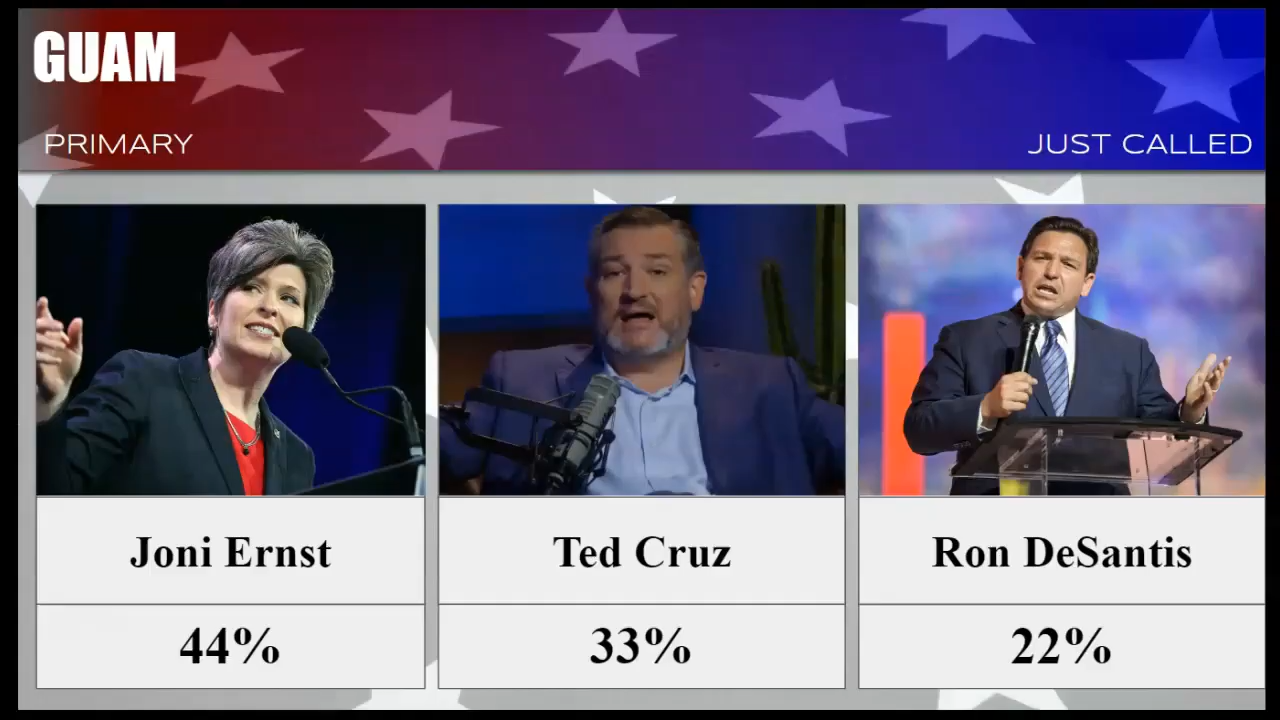 GUAM
PRIMARY
JUST CALLED
Joni Ernst
Ted Cruz
Ron DeSantis
44%
33%
22%